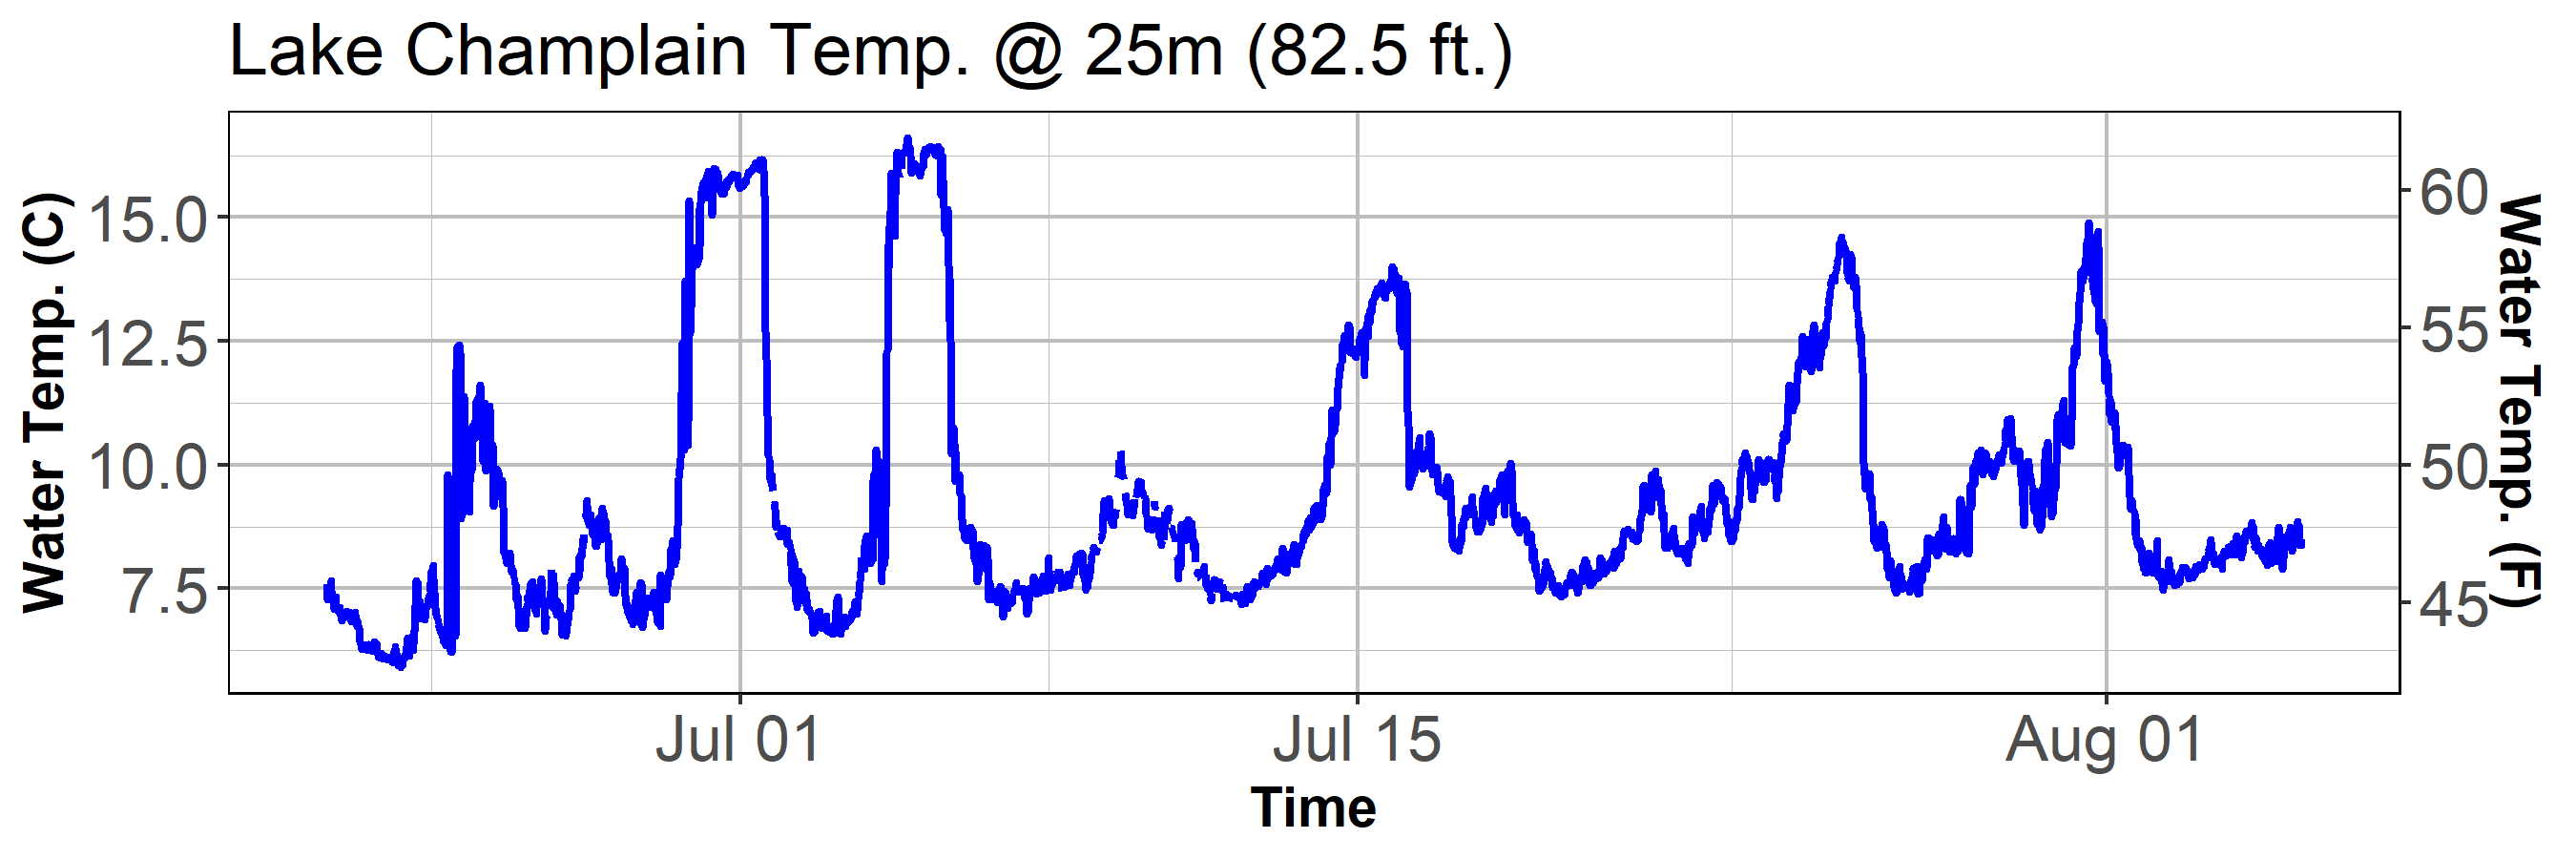 Lake Champlain Temp. @ 25m (82.5 ft.)
Water Temp. (C)
15.0
12.5
10.0
7.5
60
55
50
45
Water Temp. (F)
Jul 01
Jul 15
Aug 01
Time